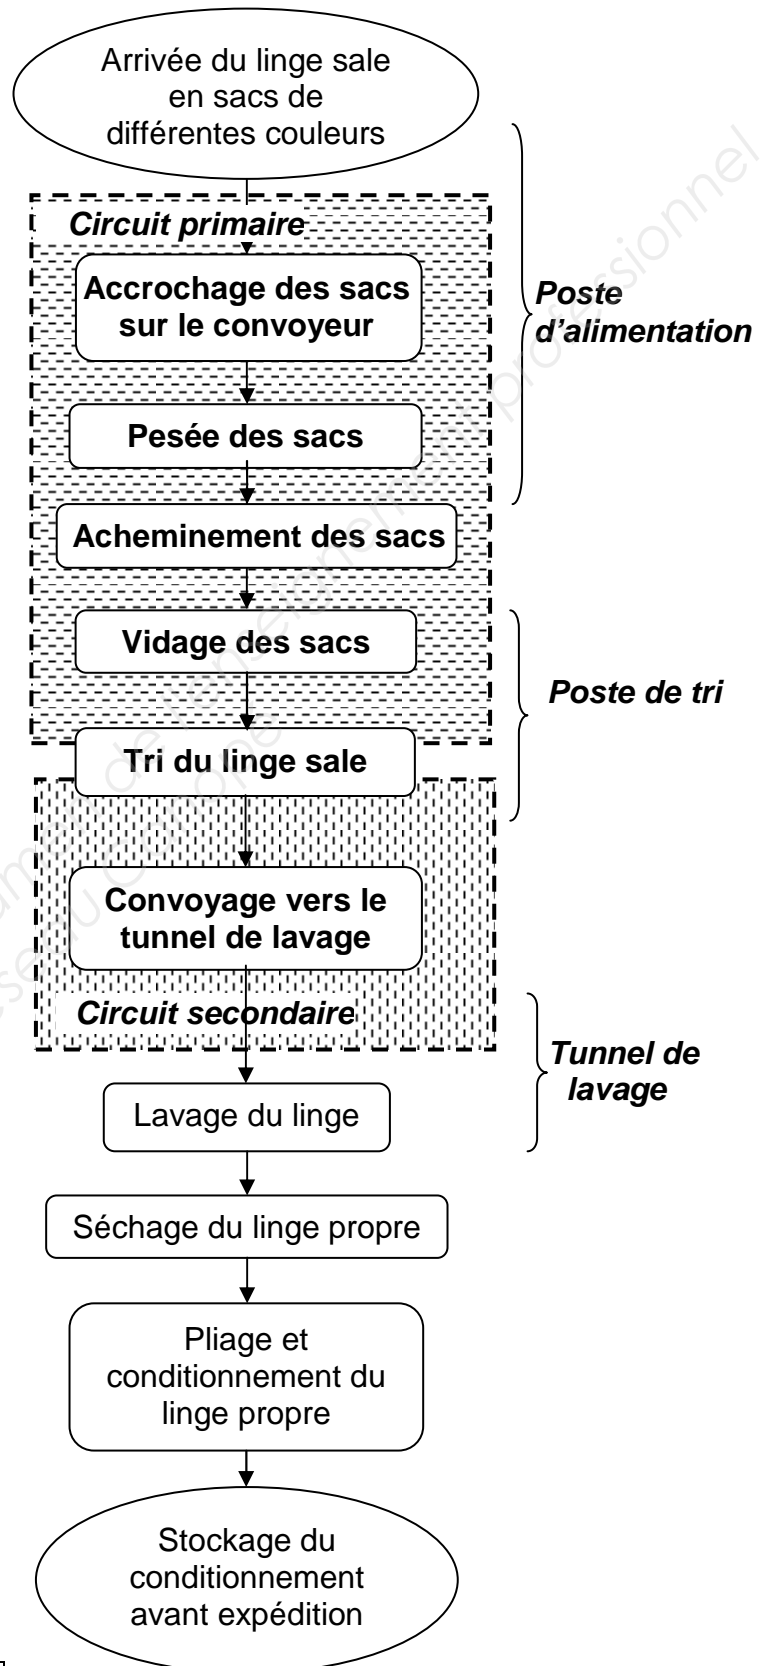 Arrivée du linge sale
en sacs de
différentes couleurs
Circuit primaire
Accrochage des sacs
sur le convoyeur
Poste
d'alimentation
Pesée des sacs
Acheminement des sacs
Vidage des sacs
Poste de tri
Tri du linge sale
Convoyage vers le
tunnel de lavage
Circuit secondaire
Tunnel de
lavage
Lavage du linge
Séchage du linge propre
Pliage et
conditionnement du
linge propre
Stockage du
conditionnement
avant expédition